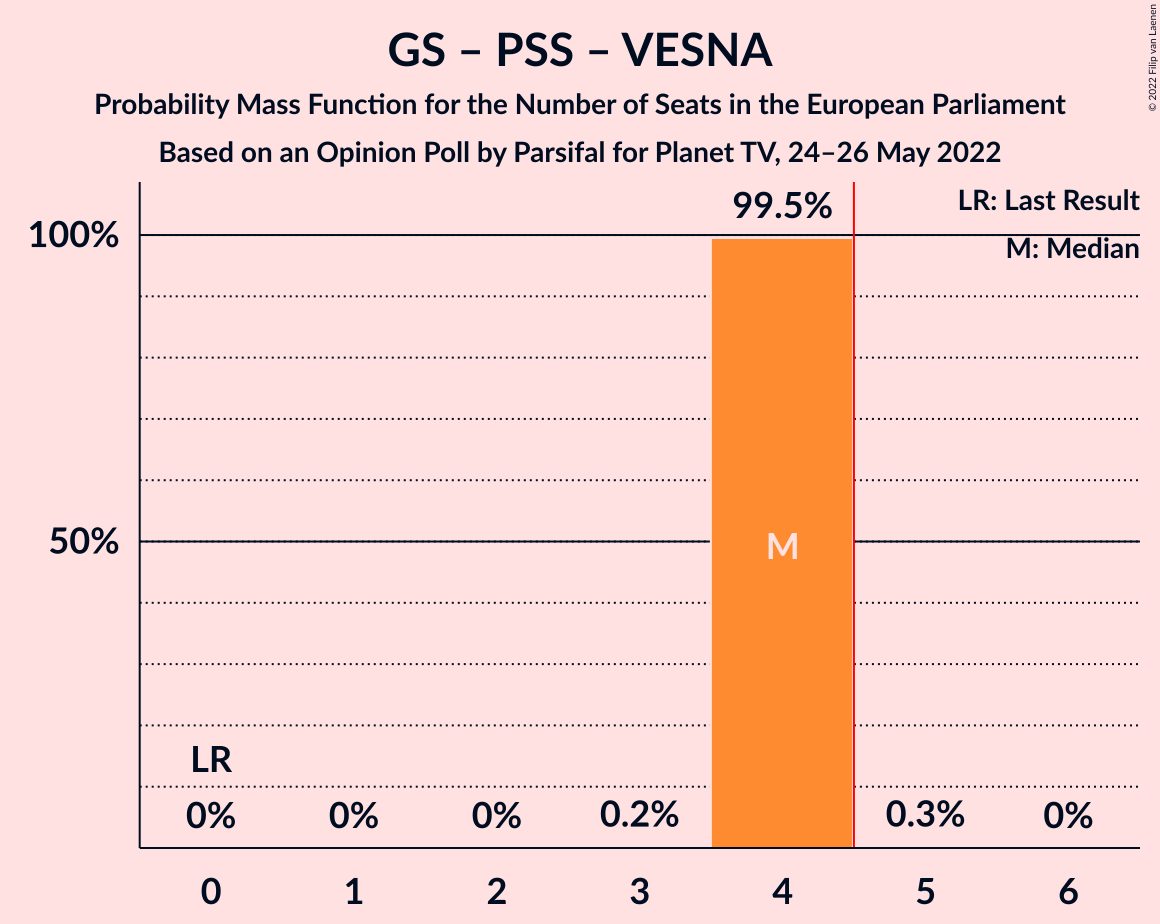 GS – PSS – VESNA
Probability Mass Function for the Number of Seats in the European Parliament
Based on an Opinion Poll by Parsifal for Planet TV, 24–26 May 2022
© 2022 Filip van Laenen
LR: Last Result
M: Median
99.5%
100%
50%
M
LR
0%
0%
0%
0.2%
0.3%
0%
0
1
2
3
4
5
6